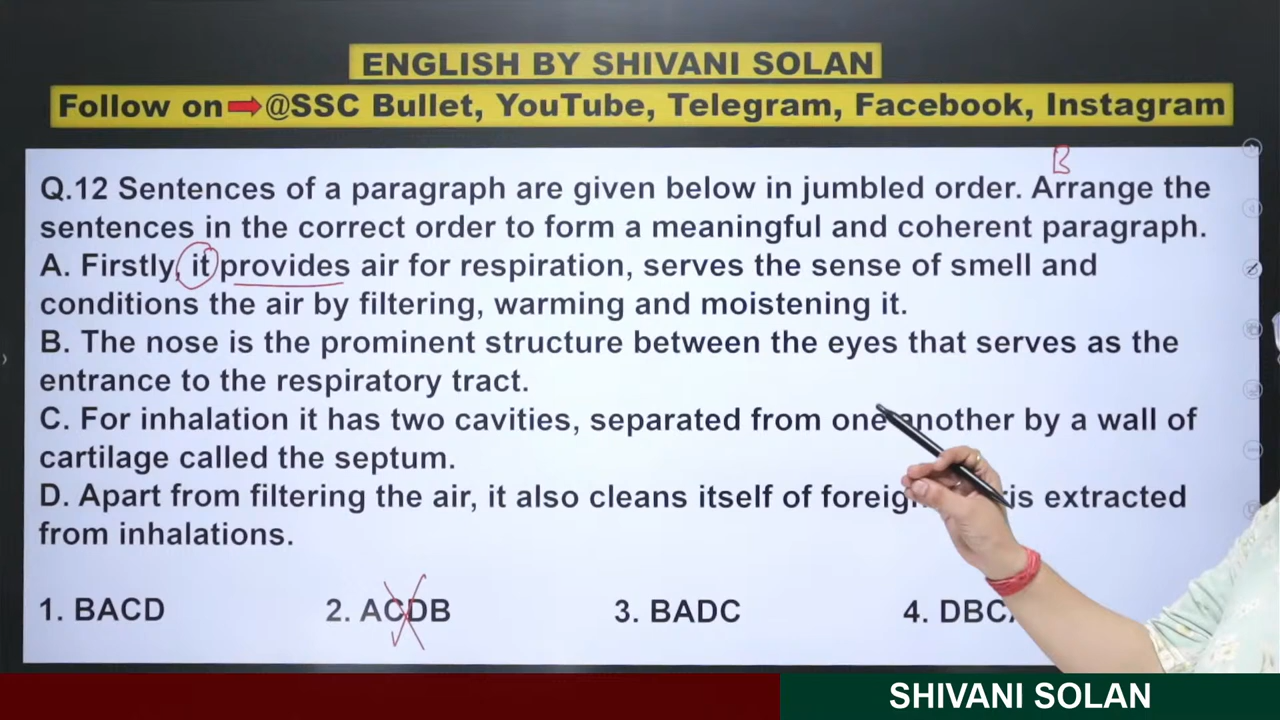 ENGLISH BY SHIVANI SOLAN
Follow on @SSC Bullet, YouTube, Telegram, Facebook, Instagram
B
Q.12 Sentences of a paragraph are given below in jumbled order. Arrange the
sentences in the correct order to form a meaningful and coherent paragraph.
A. Firstly, it provides air for respiration, serves the sense of smell and
conditions the air by filtering, warming and moistening it.
B. The nose is the prominent structure between the eyes that serves as the
entrance to the respiratory tract.
C. For inhalation it has two cavities, separated from one another by a wall of
cartilage called the septum.
D. Apart from filtering the air, it also cleans itself of extracted
from inhalations.
1. BACD 2. ACDB 3. BADC 4.
SHIVANI SOLAN